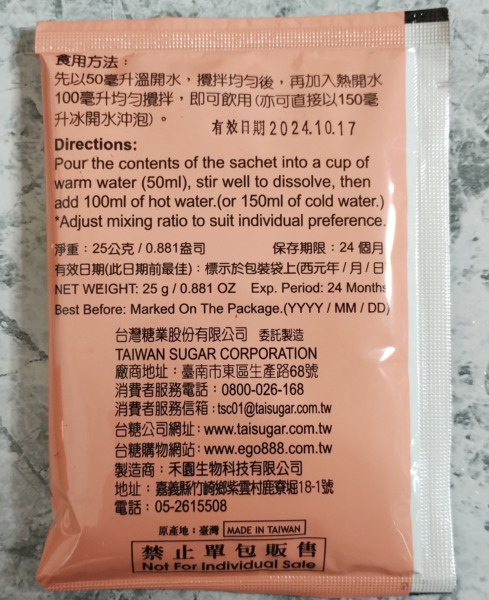 食用方法：
先以50毫升溫開水，攪拌均勻後，再加入熱開水
100毫升均勻攪拌，即可飲用(亦可直接以150毫
升冰開水沖泡)。
有效日期2024.10.17
Directions:
Pour the contents of the sachet into a cup of
warm water (50ml), stir well to dissolve, then
add 100ml of hot water.(or 150ml of cold water.)
*Adjust mixing ratio to suit individual preference.
淨重：25公克 / 0.881盎司 保存期限：24 個月
有效日期(此日期前最佳)：標示於包裝袋上(西元年 / 月 / 日
NET WEIGHT: 25 g / 0.881 OZ Exp. Period: 24 Months
Best Before: Marked On The Package.(YYYY / MM / DD)
台灣糖業股份有限公司 委託製造
TAIWAN SUGAR CORPORATION
廠商地址：臺南市東區生產路68號
消費者服務電話：0800-026-168
消費者服務信箱：tsc01@taisugar.com.tw
台糖公司網址：www.taisugar.com.tw
台糖購物網站：www.ego888.com.tw
製造商：禾園生物科技有限公司
地址：嘉義縣竹崎鄉紫雲村鹿寮堀18-1號
電話：05-2615508
原產地：臺灣 MADE IN TAIWAN
禁止單包販售
Not For Individual Sale